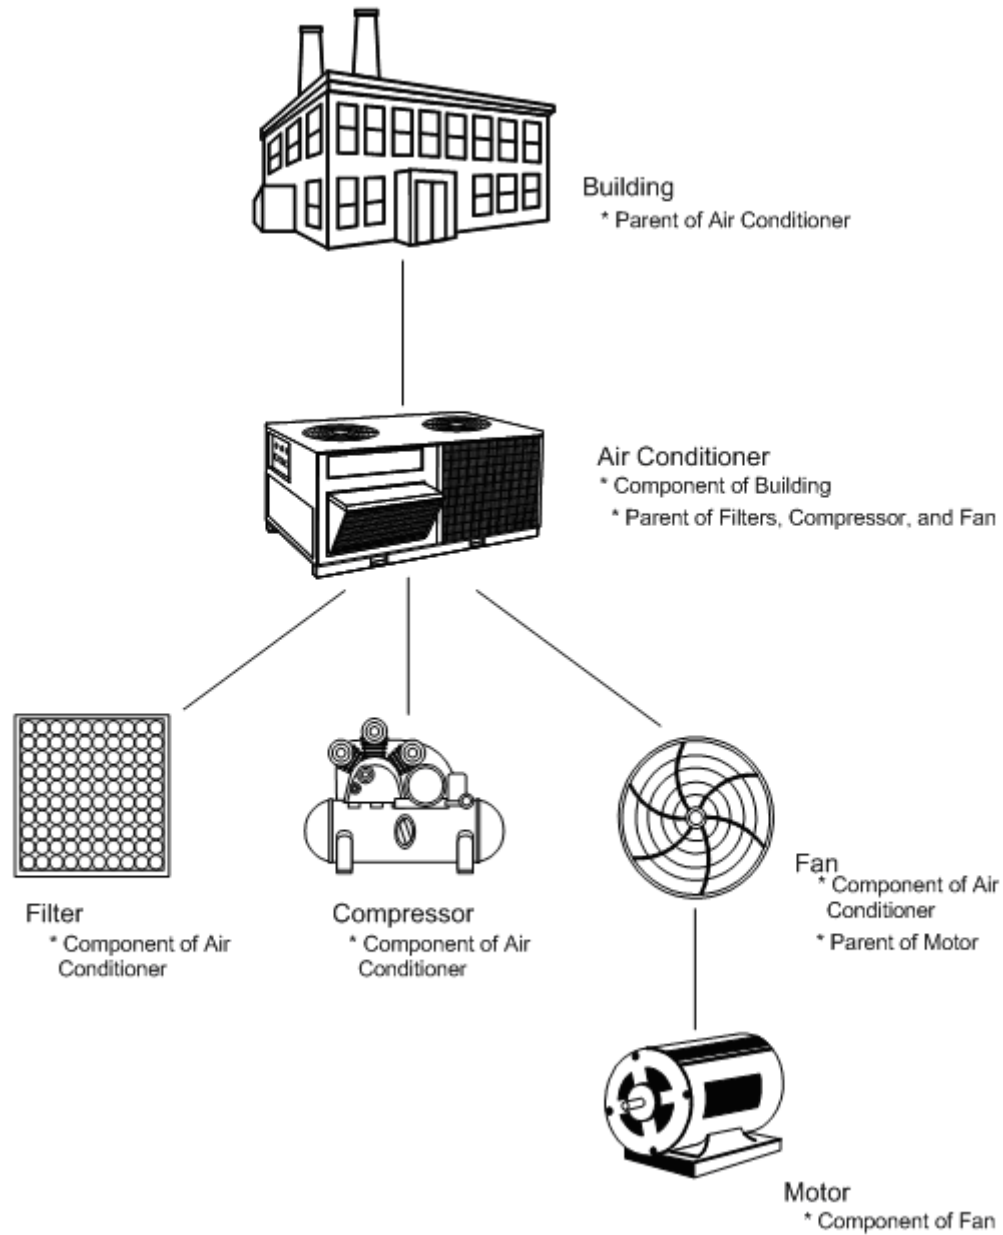 Building
* Parent of Air Conditioner
Air Conditioner
* Component of Building
* Parent of Filters, Compressor, and Fan
Filter
* Component of Air
Conditioner
Compressor
* Component of Air
Conditioner
Fan
* Component of Air
Conditioner
* Parent of Motor
Motor
* Component of Fan